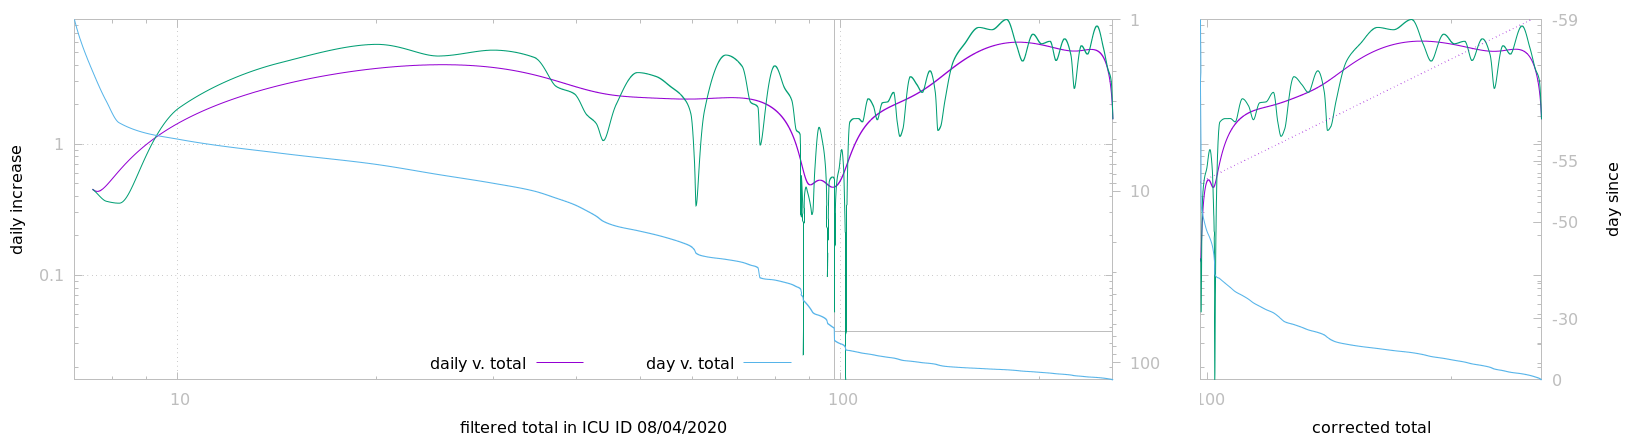 daily increase
1
0.1
10
100
filtered total in ICU ID 08/04/2020
daily v. total
day v. total
1
10
100
100
corrected total
-59
-55
-50
-30
0
day since